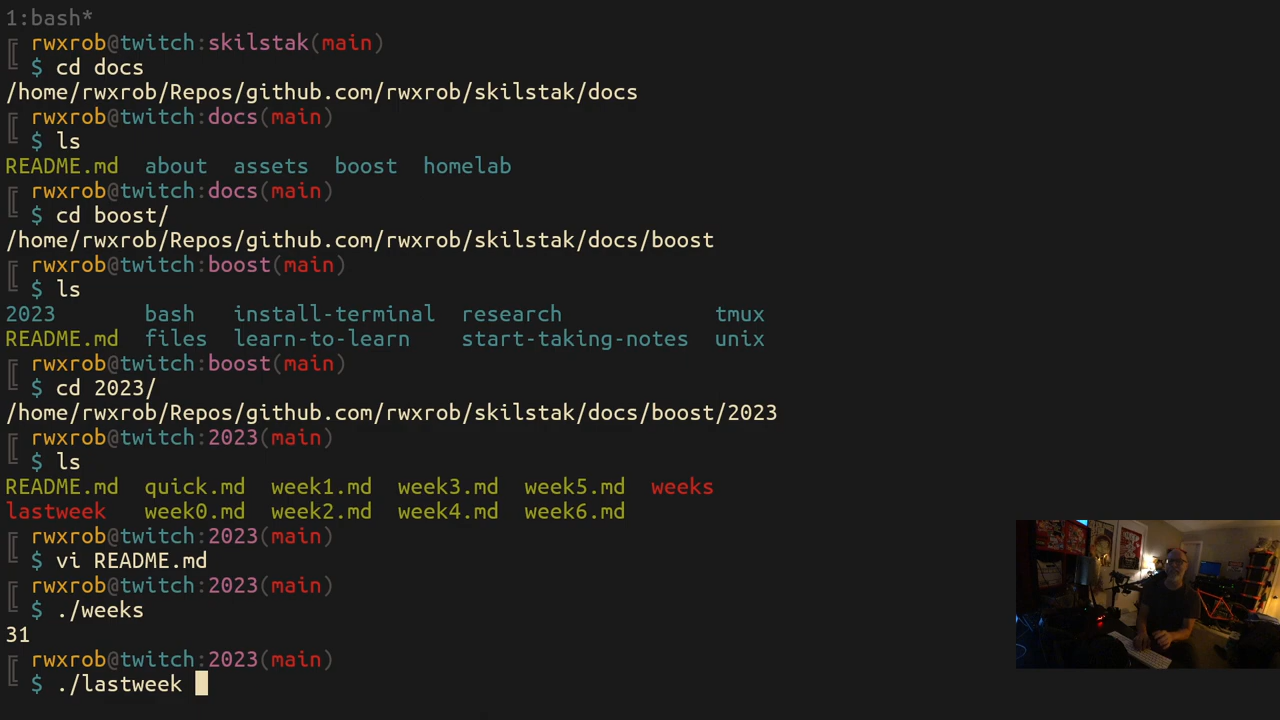 1:bash*
rwxrob@twitch:skilstak(main)
$ cd docs
/home/rwxrob/Repos/github.com/rwxrob/skilstak/docs
rwxrob@twitch:docs(main)
$ ls
README.md about assets boost homelab
rwxrob@twitch:docs(main)
$ cd boost/
/home/rwxrob/Repos/github.com/rwxrob/skilstak/docs/boost
rwxrob@twitch:boost(main)
$ ls
2023 bash install-terminal research tmux
README.md files learn-to-learn start-taking-notes unix
rwxrob@twitch:boost(main)
$ cd 2023/
/home/rwxrob/Repos/github.com/rwxrob/skilstak/docs/boost/2023
rwxrob@twitch:2023(main)
$ ls
README.md quick.md week1.md week3.md week5.md weeks
lastweek week0.md week2.md week4.md week6.md
rwxrob@twitch:2023(main)
$ vi README.md
rwxrob@twitch:2023(main)
$ ./weeks
31
rwxrob@twitch:2023(main)
$ ./lastweek